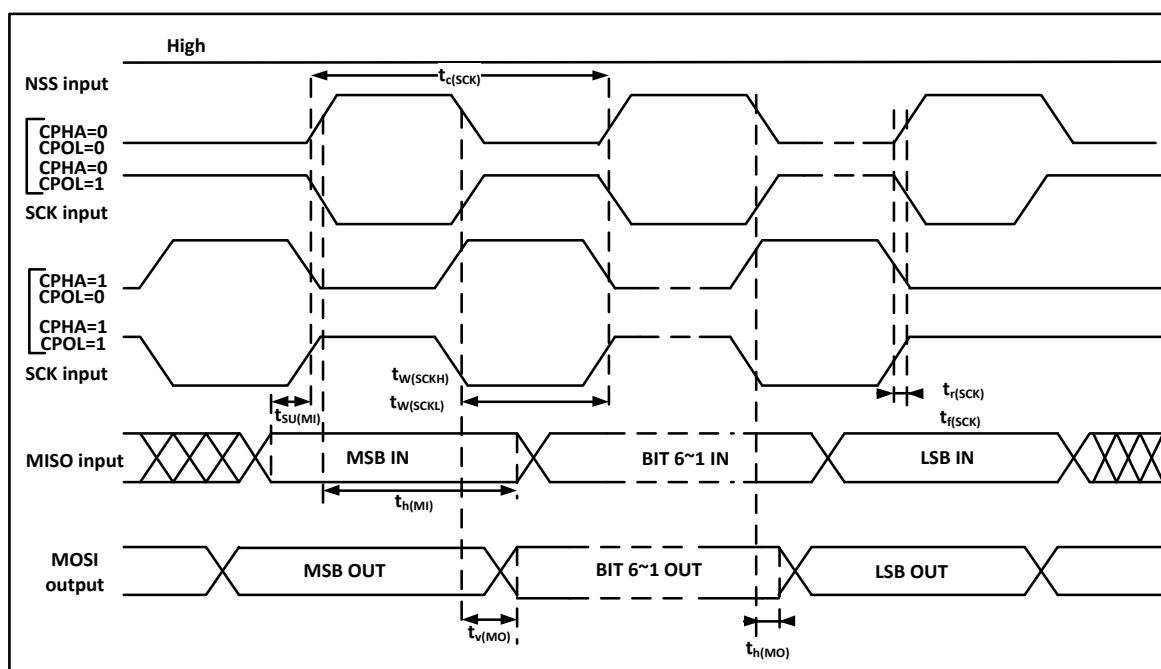 High
NSS input
tc(SCK)
CPHA=0
CPOL=0
CPHA=0
CPOL=1
SCK input
CPHA=1
CPOL=0
CPHA=1
CPOL=1
SCK input
tW(SCKH)
tW(SCKL)
tr(SCK)
tf(SCK)
tSU(MI)
MISO input
MSB IN
BIT 6~1 IN
LSB IN
th(MI)
MOSI
output
MSB OUT
BIT 6~1 OUT
LSB OUT
tv(MO)
th(MO)